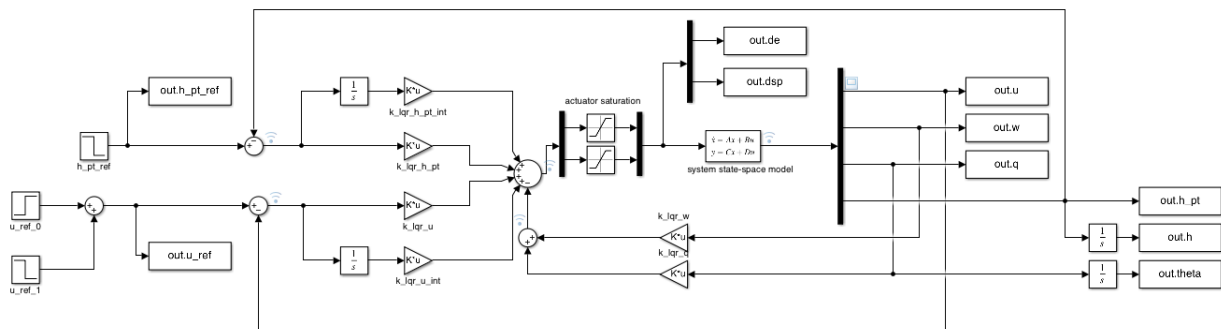 out.de
out.dsp
out.h_pt_ref
h_pt_ref
1
s
K*u
k_lqr_h_pt_int
K*u
k_lqr_h_pt
actuator saturation
ẋ = Ax + Bu
y = Cx + Du
system state-space model
out.u
out.w
out.q
u_ref_0
u_ref_1
out.u_ref
K*u
k_lqr_u
1
s
K*u
k_lqr_u_int
k_lqr_w
K*u
k_lqr_q
K*u
out.h_pt
1
s
out.h
1
s
out.theta